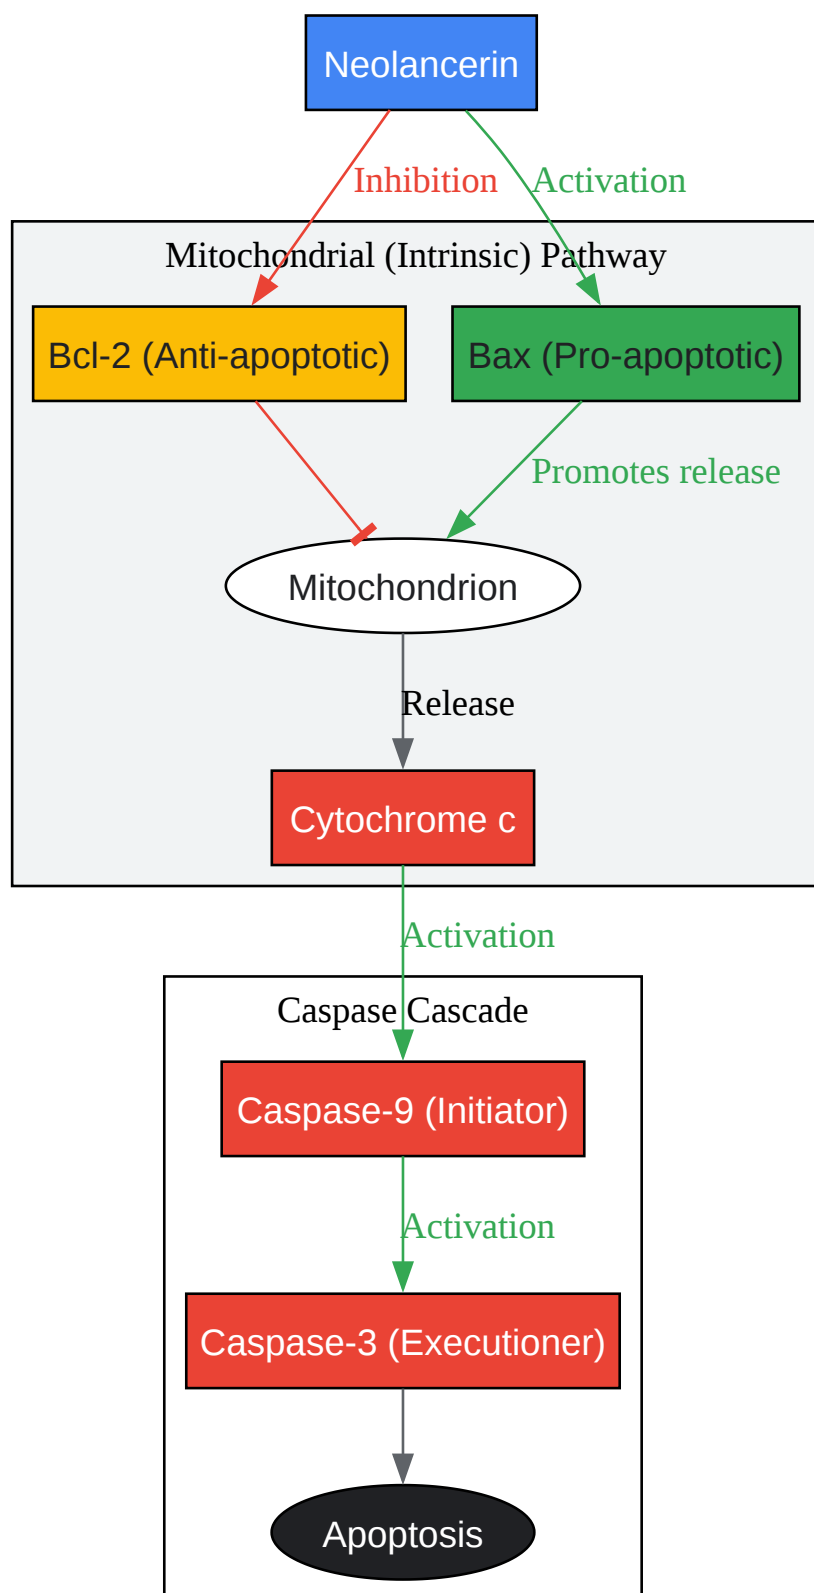 Neolancerin
Inhibition
Activation
Mitochondrial (Intrinsic) Pathway
Bcl-2 (Anti-apoptotic)
Bax (Pro-apoptotic)
Promotes release
Mitochondrion
Release
Cytochrome c
Activation
Caspase Cascade
Caspase-9 (Initiator)
Activation
Caspase-3 (Executioner)
Apoptosis